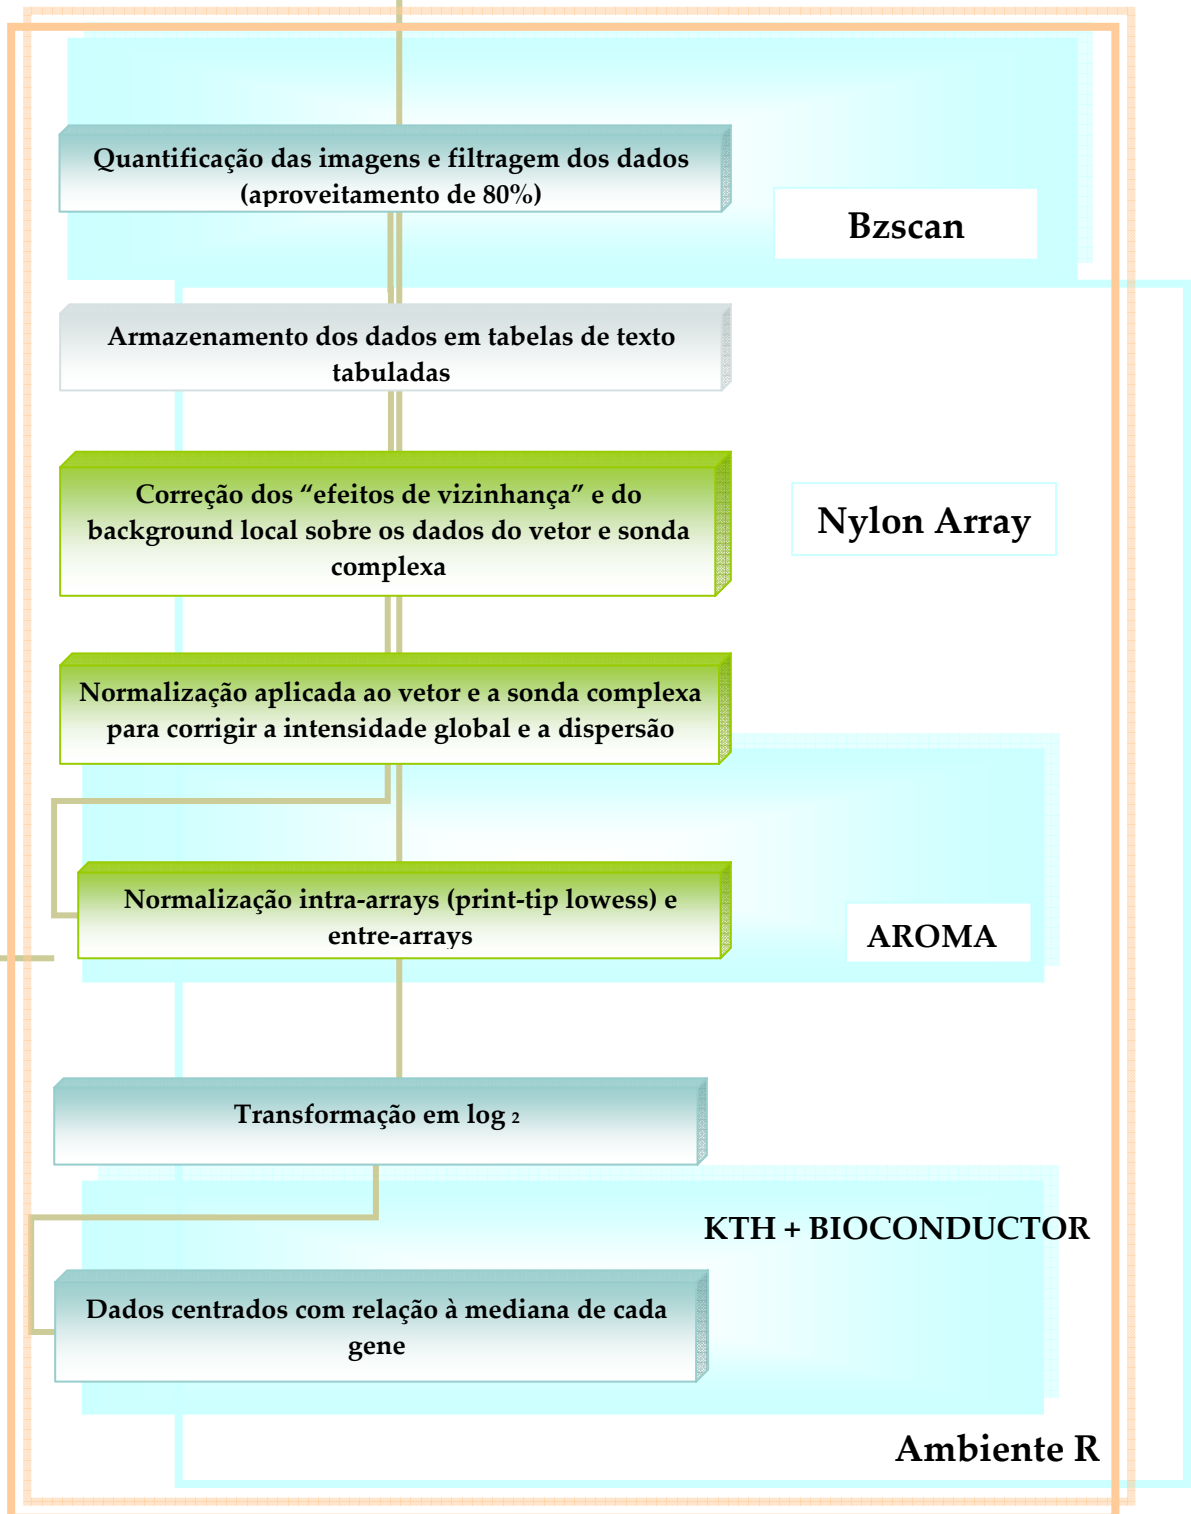 Quantificação das imagens e filtragem dos dados
(aproveitamento de 80%)
Bzscan
Armazenamento dos dados em tabelas de texto
tabuladas
Correção dos “efeitos de vizinhança” e do
background local sobre os dados do vetor e sonda
complexa
Nylon Array
Normalização aplicada ao vetor e a sonda complexa
para corrigir a intensidade global e a dispersão
Normalização intra-arrays (print-tip lowess) e
entre-arrays
AROMA
Transformação em log ₂
KTH + BIOCONDUCTOR
Dados centrados com relação à mediana de cada
gene
Ambiente R